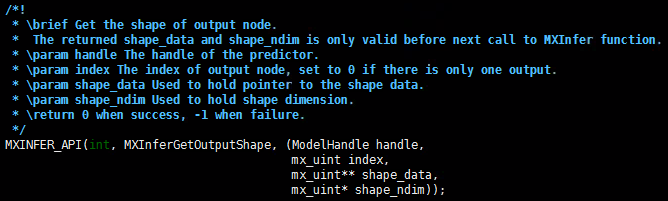 /*!
 * \brief Get the shape of output node.
 *  The returned shape_data and shape_ndim is only valid before next call to MXInfer function.
 * \param handle The handle of the predictor.
 * \param index The index of output node, set to 0 if there is only one output.
 * \param shape_data Used to hold pointer to the shape data.
 * \param shape_ndim Used to hold shape dimension.
 * \return 0 when success, -1 when failure.
 */
MXINFER_API(int, MXInferGetOutputShape, (ModelHandle handle,
                                         mx_uint index,
                                         mx_uint** shape_data,
                                         mx_uint* shape_ndim));